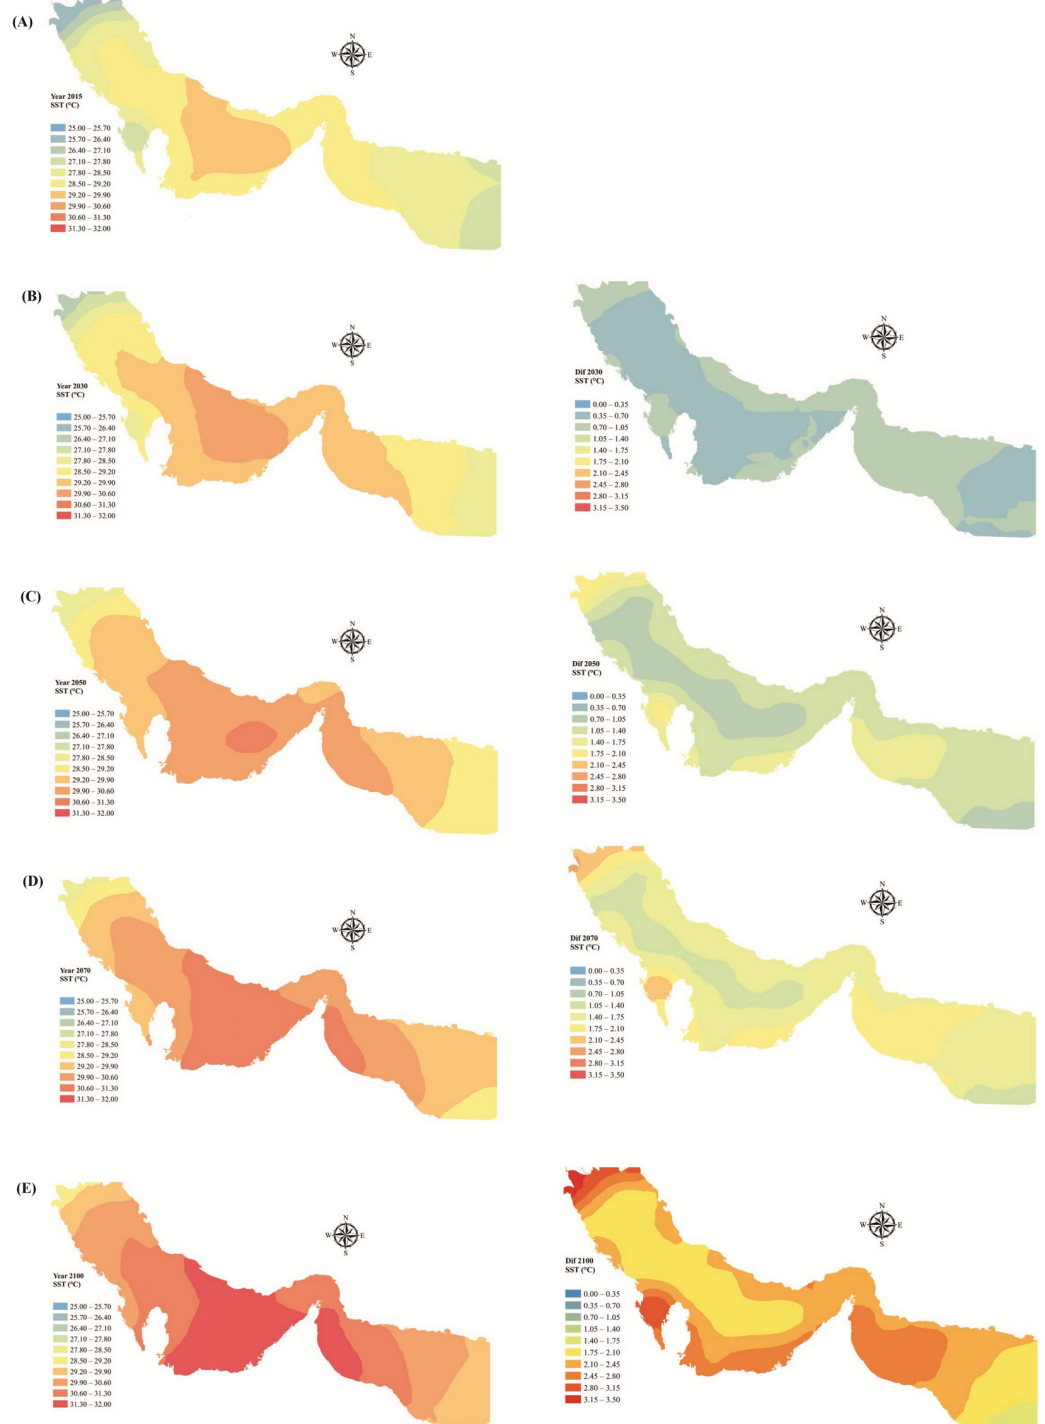 (A)
N
W E
S
Year 2015
SST (°C)
25.00 – 25.70
25.70 – 26.40
26.40 – 27.10
27.10 – 27.80
27.80 – 28.50
28.50 – 29.20
29.20 – 29.90
29.90 – 30.60
30.60 – 31.30
31.30 – 32.00
(B)
N
W E
S
Year 2030
SST (°C)
25.00 – 25.70
25.70 – 26.40
26.40 – 27.10
27.10 – 27.80
27.80 – 28.50
28.50 – 29.20
29.20 – 29.90
29.90 – 30.60
30.60 – 31.30
31.30 – 32.00
N
W E
S
Dif 2030
SST (°C)
0.00 – 0.35
0.35 – 0.70
0.70 – 1.05
1.05 – 1.40
1.40 – 1.75
1.75 – 2.10
2.10 – 2.45
2.45 – 2.80
2.80 – 3.15
3.15 – 3.50
(C)
N
W E
S
Year 2050
SST (°C)
25.00 – 25.70
25.70 – 26.40
26.40 – 27.10
27.10 – 27.80
27.80 – 28.50
28.50 – 29.20
29.20 – 29.90
29.90 – 30.60
30.60 – 31.30
31.30 – 32.00
N
W E
S
Dif 2050
SST (°C)
0.00 – 0.35
0.35 – 0.70
0.70 – 1.05
1.05 – 1.40
1.40 – 1.75
1.75 – 2.10
2.10 – 2.45
2.45 – 2.80
2.80 – 3.15
3.15 – 3.50
(D)
N
W E
S
Year 2070
SST (°C)
25.00 – 25.70
25.70 – 26.40
26.40 – 27.10
27.10 – 27.80
27.80 – 28.50
28.50 – 29.20
29.20 – 29.90
29.90 – 30.60
30.60 – 31.30
31.30 – 32.00
N
W E
S
Dif 2070
SST (°C)
0.00 – 0.35
0.35 – 0.70
0.70 – 1.05
1.05 – 1.40
1.40 – 1.75
1.75 – 2.10
2.10 – 2.45
2.45 – 2.80
2.80 – 3.15
3.15 – 3.50
(E)
N
W E
S
Year 2100
SST (°C)
25.00 – 25.70
25.70 – 26.40
26.40 – 27.10
27.10 – 27.80
27.80 – 28.50
28.50 – 29.20
29.20 – 29.90
29.90 – 30.60
30.60 – 31.30
31.30 – 32.00
N
W E
S
Dif 2100
SST (°C)
0.00 – 0.35
0.35 – 0.70
0.70 – 1.05
1.05 – 1.40
1.40 – 1.75
1.75 – 2.10
2.10 – 2.45
2.45 – 2.80
2.80 – 3.15
3.15 – 3.50